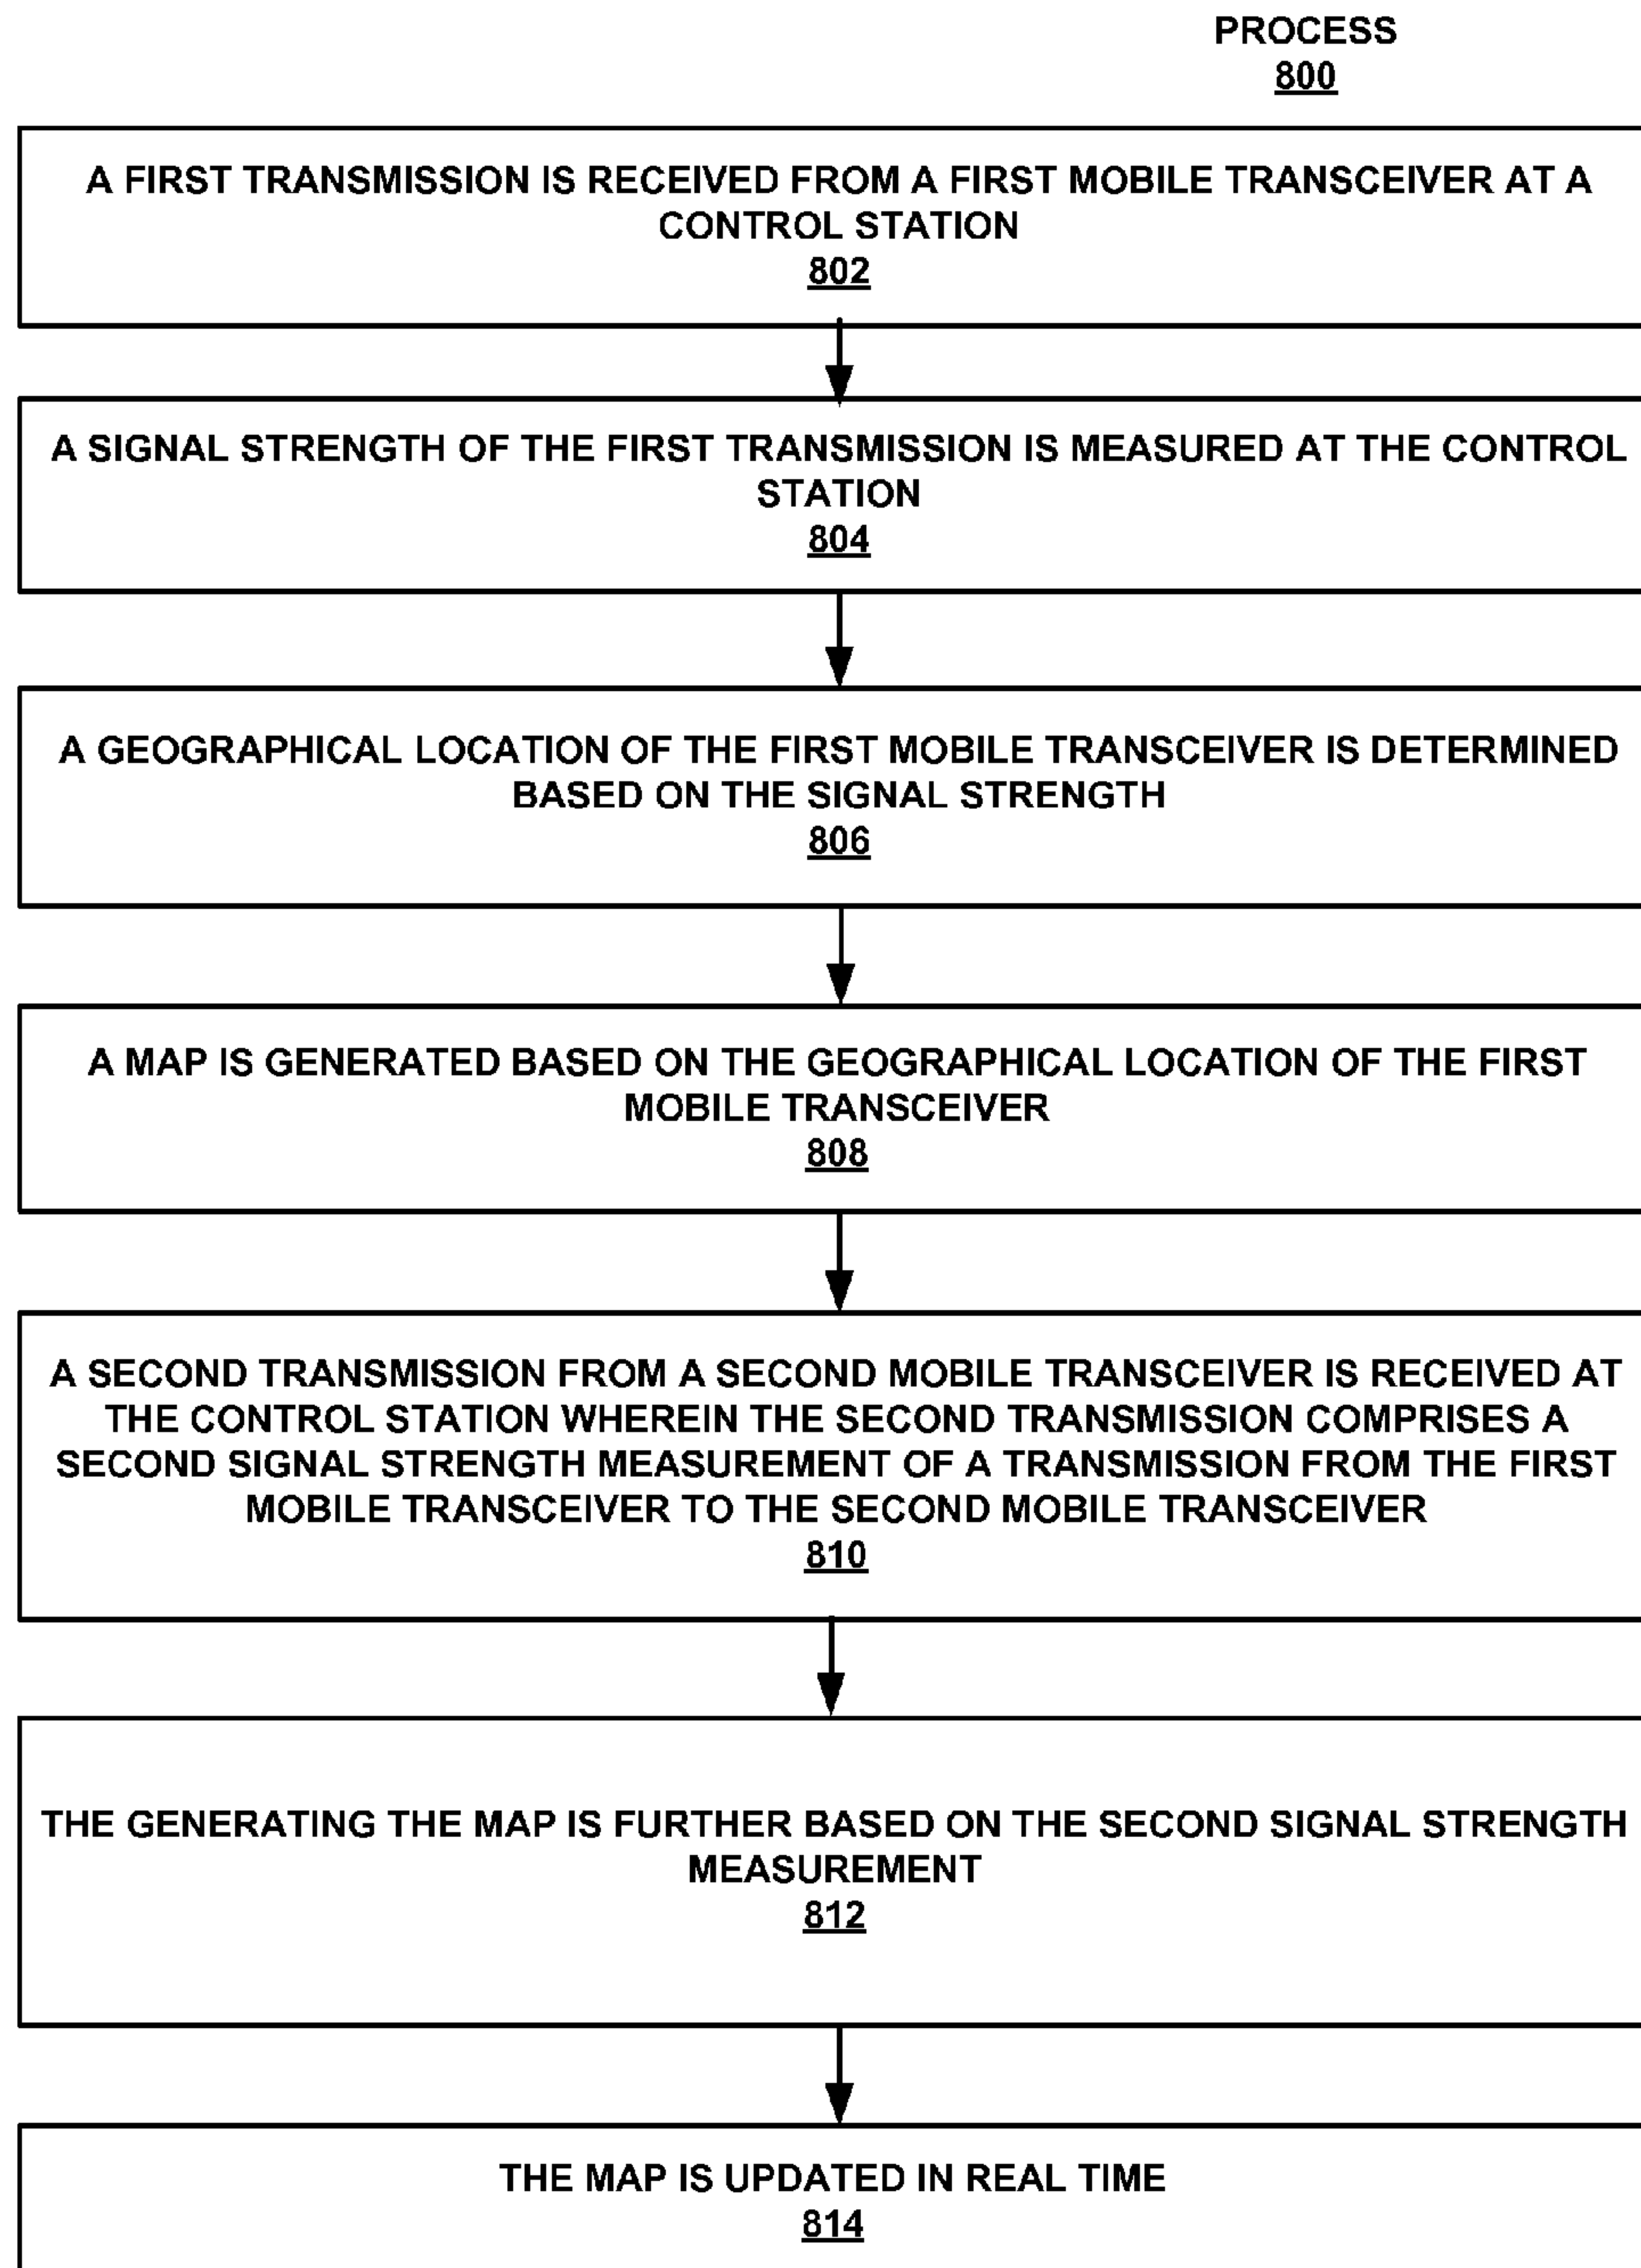 PROCESS
800
A FIRST TRANSMISSION IS RECEIVED FROM A FIRST MOBILE TRANSCEIVER AT A
CONTROL STATION
802
A SIGNAL STRENGTH OF THE FIRST TRANSMISSION IS MEASURED AT THE CONTROL
STATION
804
A GEOGRAPHICAL LOCATION OF THE FIRST MOBILE TRANSCEIVER IS DETERMINED
BASED ON THE SIGNAL STRENGTH
806
A MAP IS GENERATED BASED ON THE GEOGRAPHICAL LOCATION OF THE FIRST
MOBILE TRANSCEIVER
808
A SECOND TRANSMISSION FROM A SECOND MOBILE TRANSCEIVER IS RECEIVED AT
THE CONTROL STATION WHEREIN THE SECOND TRANSMISSION COMPRISES A
SECOND SIGNAL STRENGTH MEASUREMENT OF A TRANSMISSION FROM THE FIRST
MOBILE TRANSCEIVER TO THE SECOND MOBILE TRANSCEIVER
810
THE GENERATING THE MAP IS FURTHER BASED ON THE SECOND SIGNAL STRENGTH
MEASUREMENT
812
THE MAP IS UPDATED IN REAL TIME
814